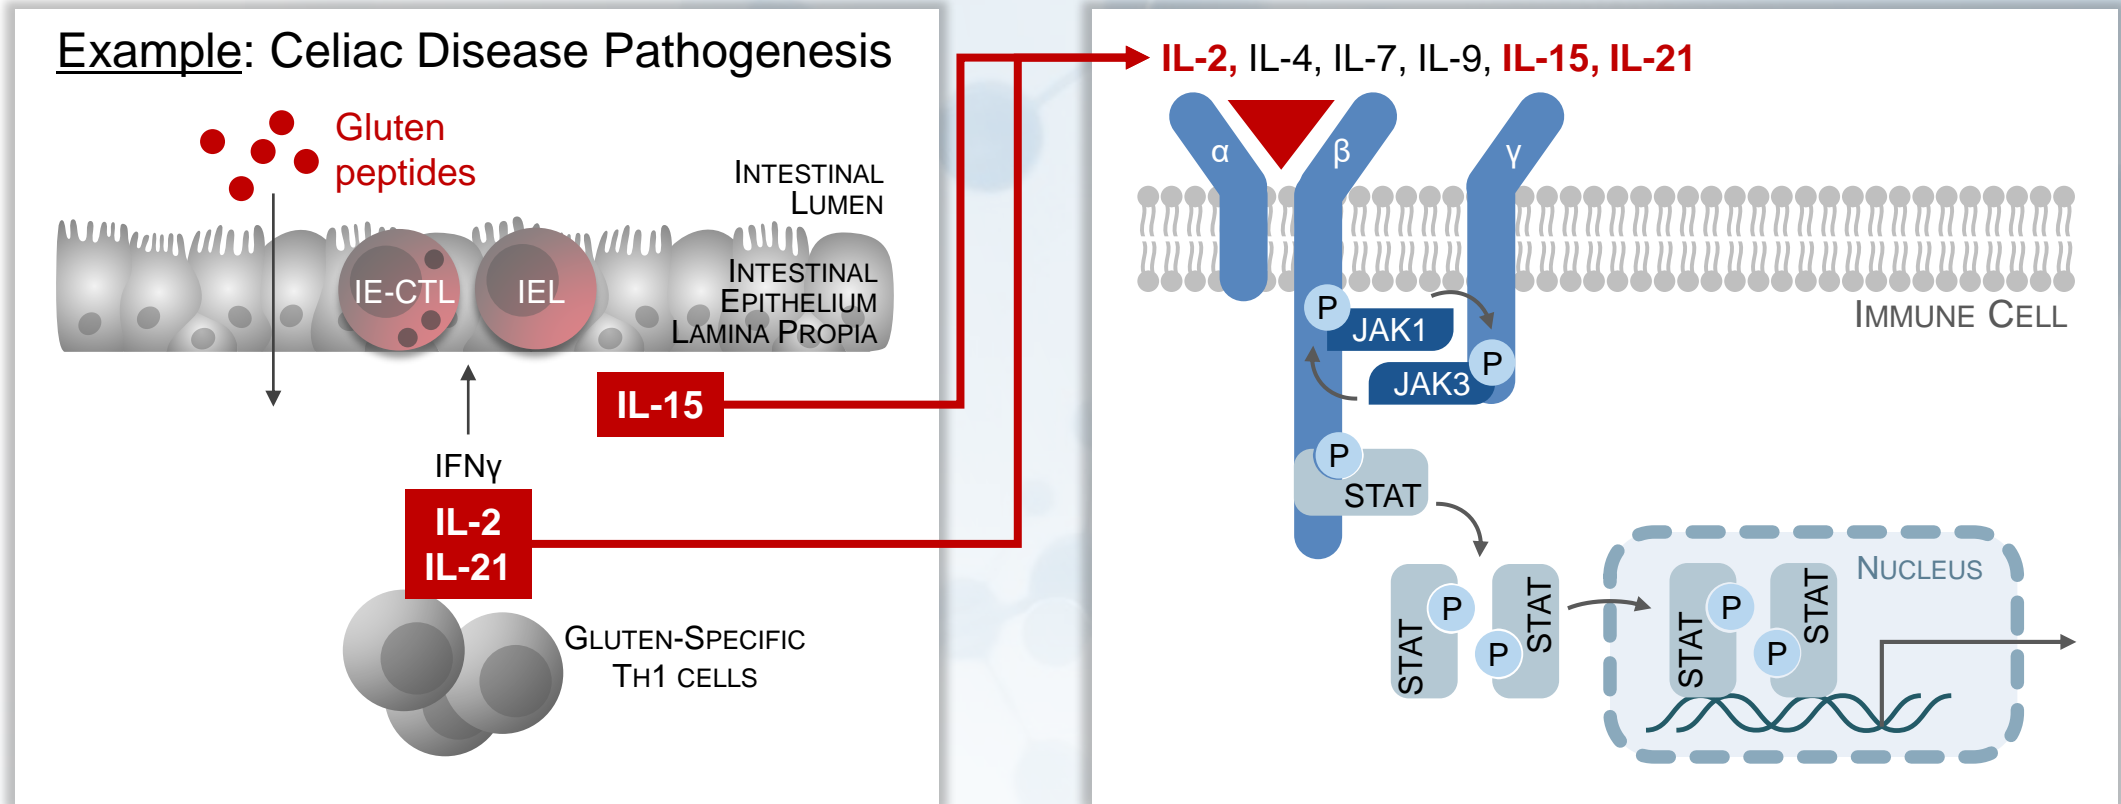 Example: Celiac Disease Pathogenesis
Gluten
peptides
INTESTINAL
LUMEN
IE-CTL
IEL
INTESTINAL
EPITHELIUM
LAMINA PROPIA
IL-15
IFNγ
IL-2
IL-21
GLUTEN-SPECIFIC
TH1 CELLS
IL-2, IL-4, IL-7, IL-9, IL-15, IL-21
α
β
γ
IMMUNE CELL
P
JAK1
P
JAK3
P
STAT
NUCLEUS
STAT
P
P
STAT
STAT
P
P
STAT